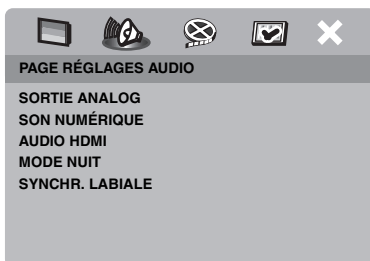 PAGE RÉGLAGES AUDIO
SORTIE ANALOG
SON NUMÉRIQUE
AUDIO HDMI
MODE NUIT
SYNCHR. LABIALE